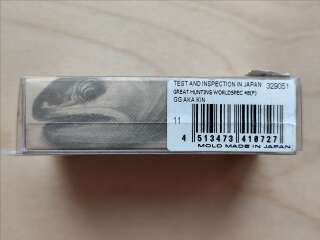 TEST AND INSPECTION IN JAPAN 329051
GREAT HUNTING WORLDSPEC 48(F)
GG AKA KIN
11
4 513473 410727
MOLD MADE IN JAPAN